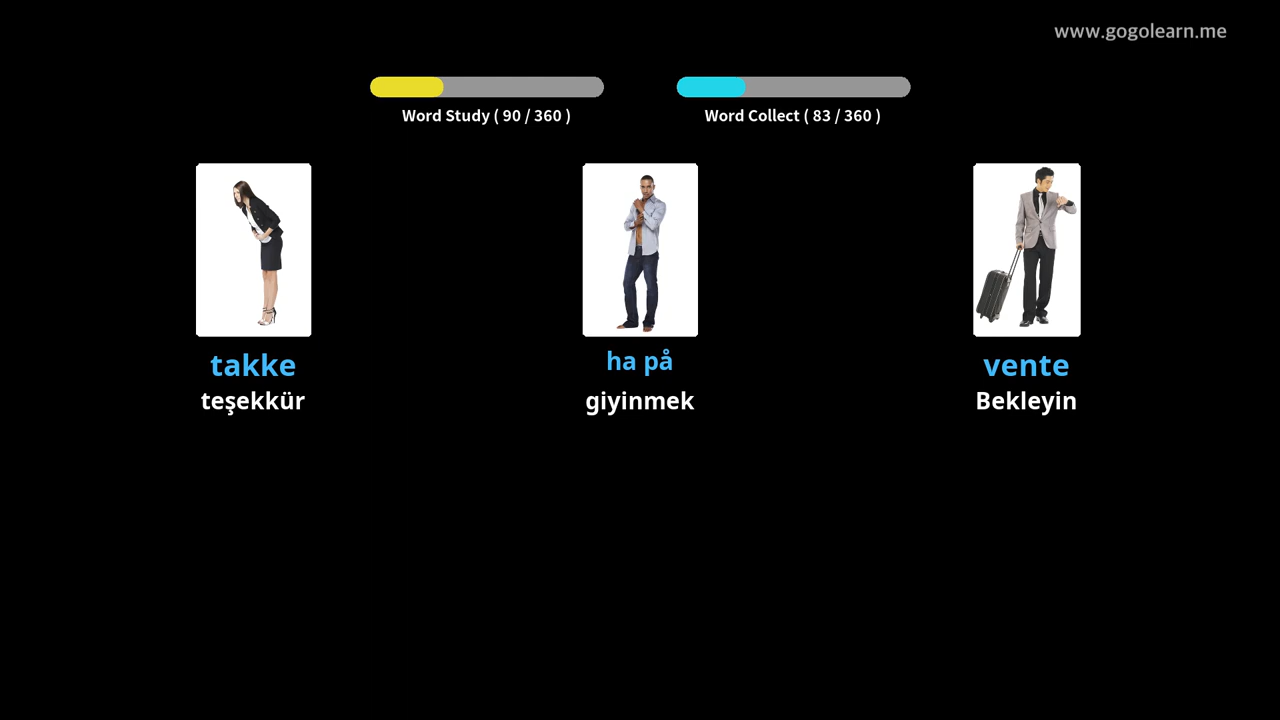 www.gogolearn.me
Word Study ( 90 / 360 )
Word Collect ( 83 / 360 )
takke
teşekkür
ha på
giyinmek
vente
Bekleyin